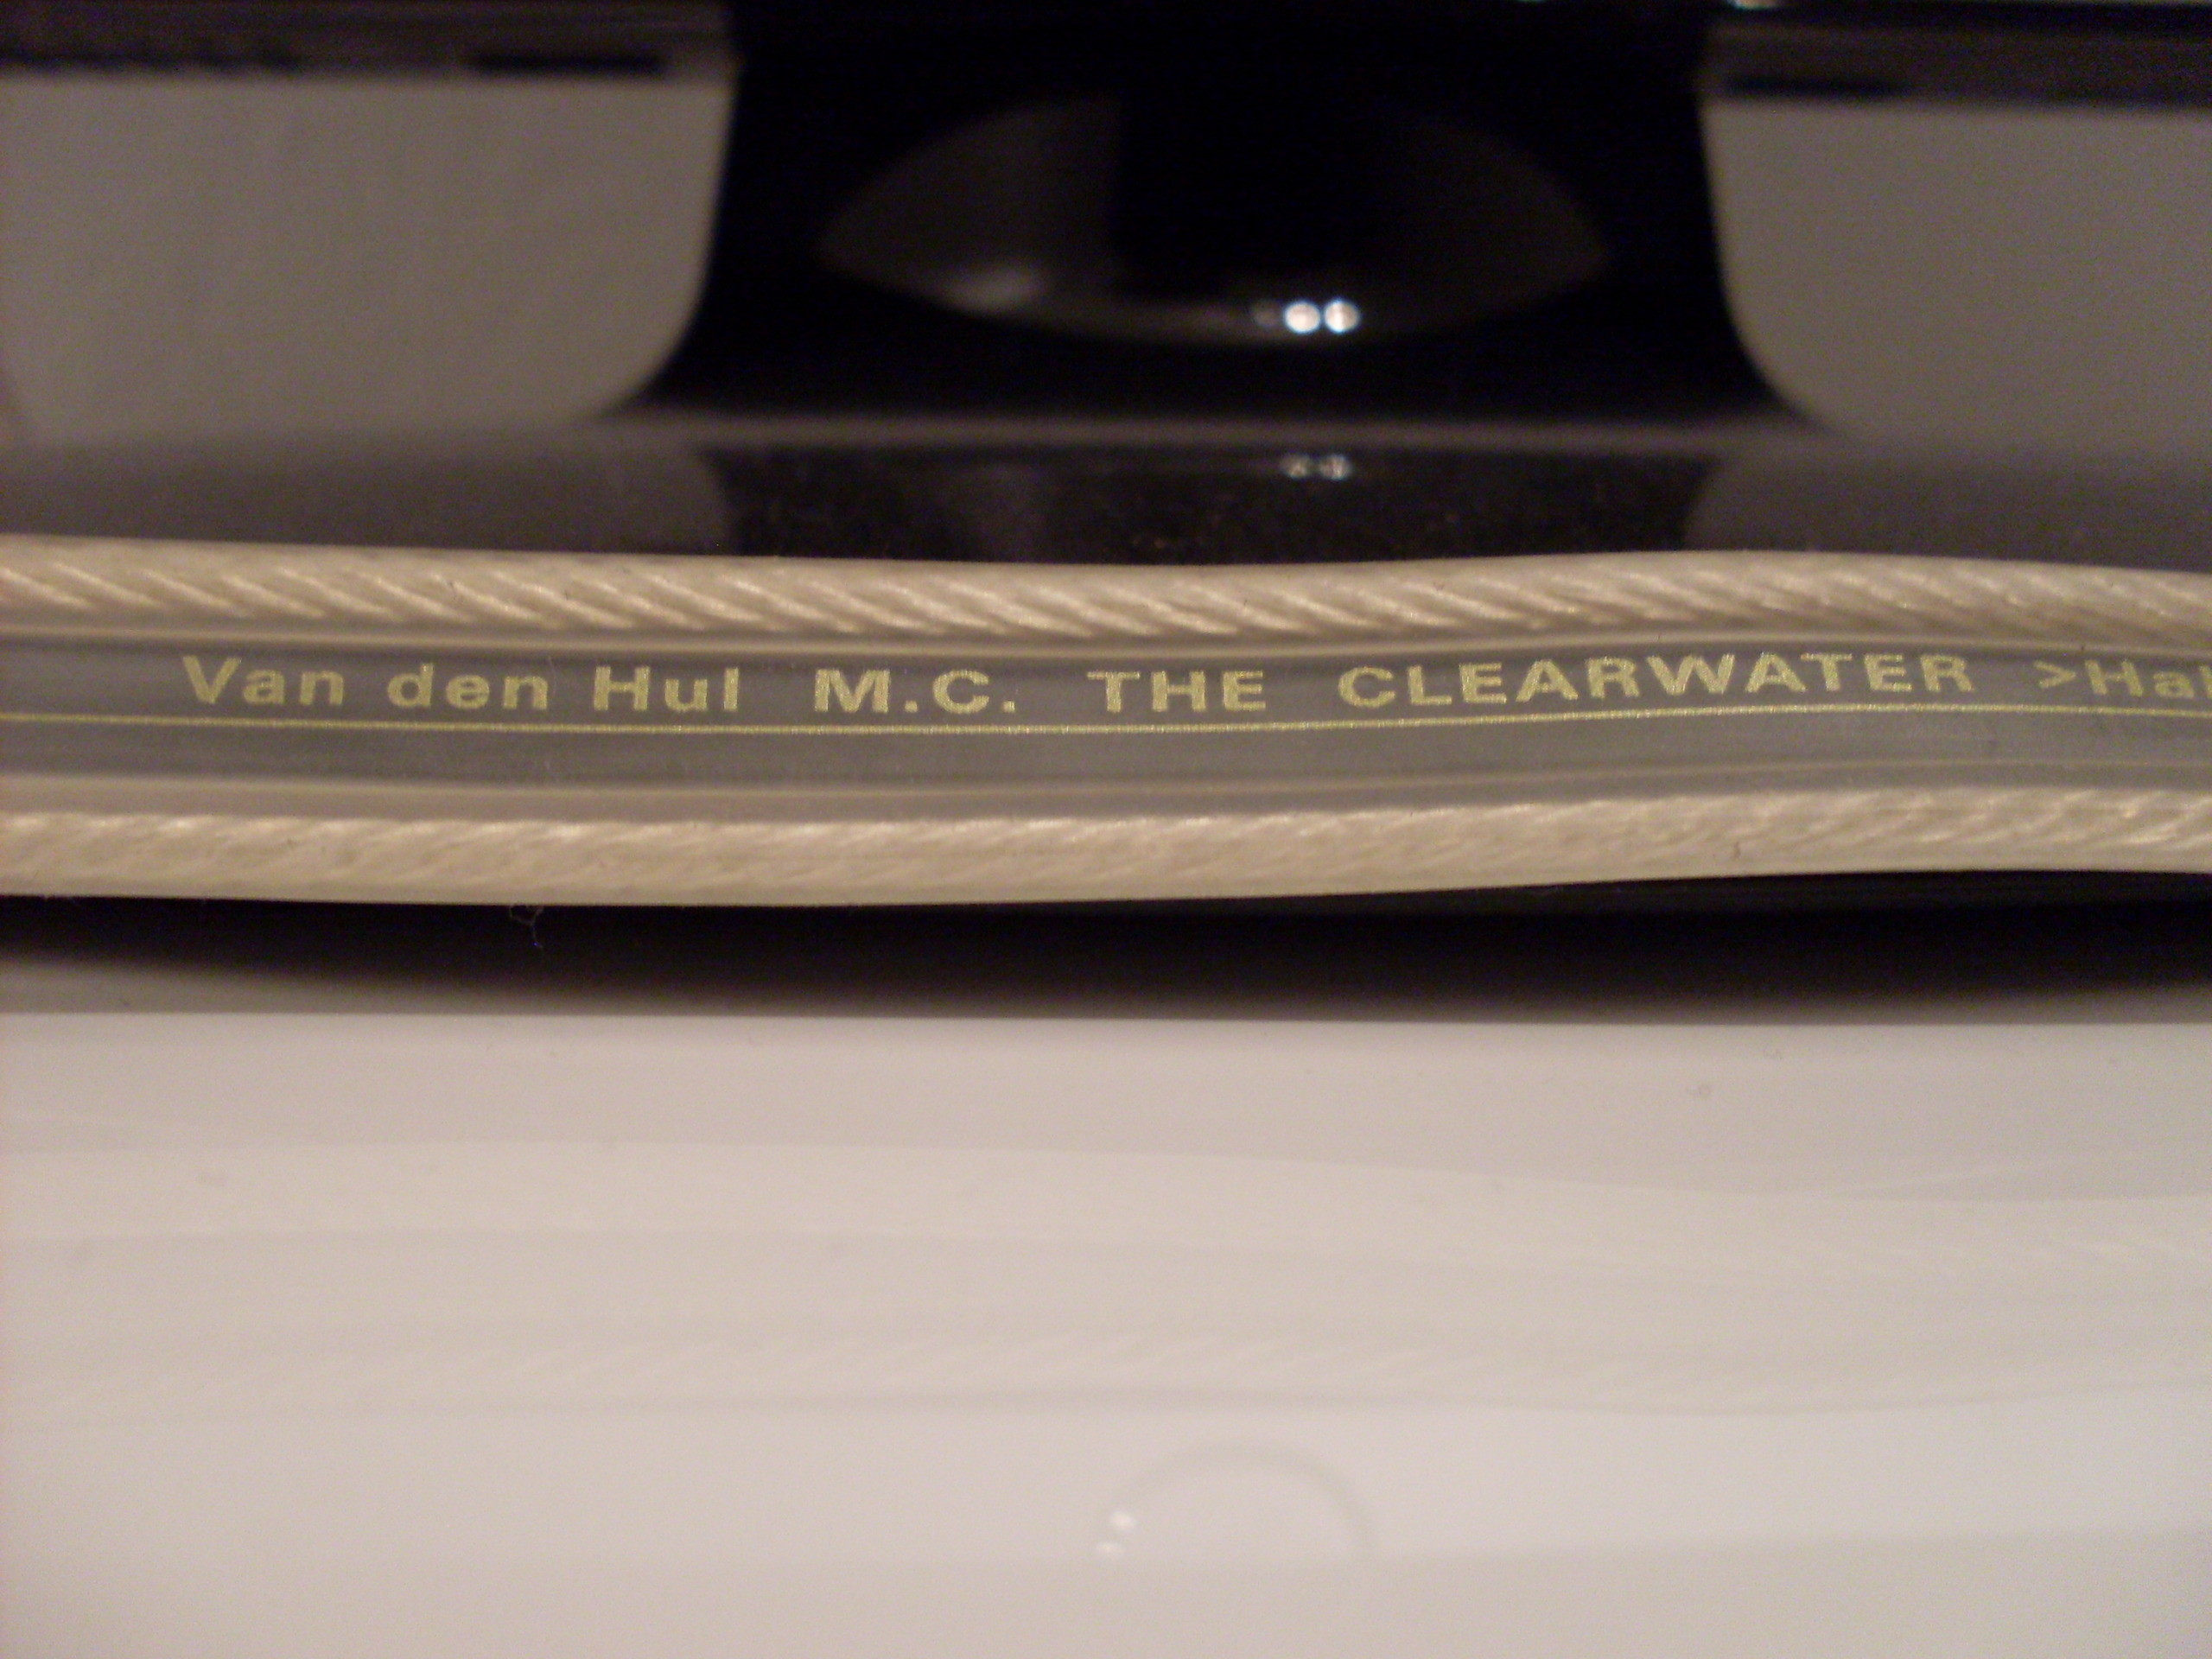 Van den Hul M.C. THE CLEARWATER